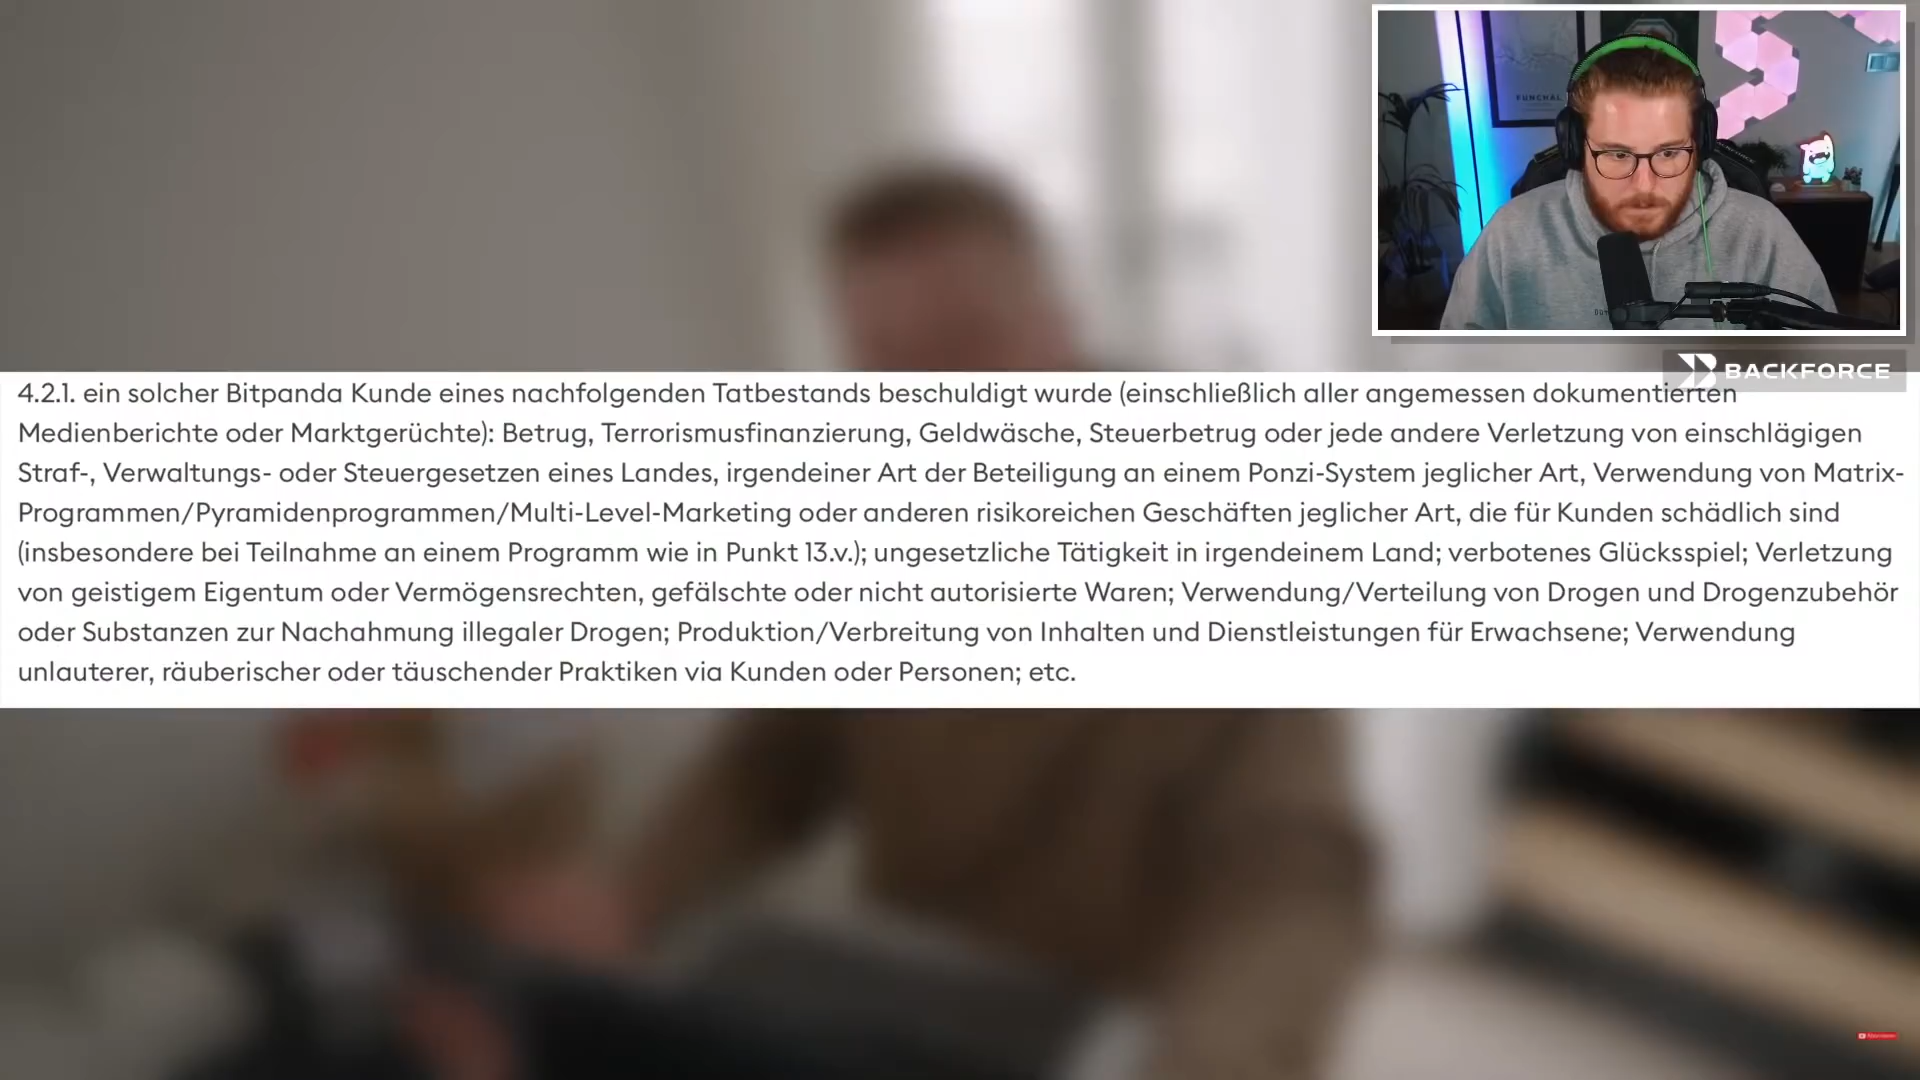 FUNCHAL
BACKFORCE
4.2.1. ein solcher Bitpanda Kunde eines nachfolgenden Tatbestands beschuldigt wurde (einschließlich aller angemessen dokumentierten
Medienberichte oder Marktgerüchte): Betrug, Terrorismusfinanzierung, Geldwäsche, Steuerbetrug oder jede andere Verletzung von einschlägigen
Straf-, Verwaltungs- oder Steuergesetzen eines Landes, irgendeiner Art der Beteiligung an einem Ponzi-System jeglicher Art, Verwendung von Matrix-
Programmen/Pyramidenprogrammen/Multi-Level-Marketing oder anderen risikoreichen Geschäften jeglicher Art, die für Kunden schädlich sind
(insbesondere bei Teilnahme an einem Programm wie in Punkt 13.v.); ungesetzliche Tätigkeit in irgendeinem Land; verbotenes Glücksspiel; Verletzung
von geistigem Eigentum oder Vermögensrechten, gefälschte oder nicht autorisierte Waren; Verwendung/Verteilung von Drogen und Drogenzubehör
oder Substanzen zur Nachahmung illegaler Drogen; Produktion/Verbreitung von Inhalten und Dienstleistungen für Erwachsene; Verwendung
unlauterer, räuberischer oder täuschender Praktiken via Kunden oder Personen; etc.